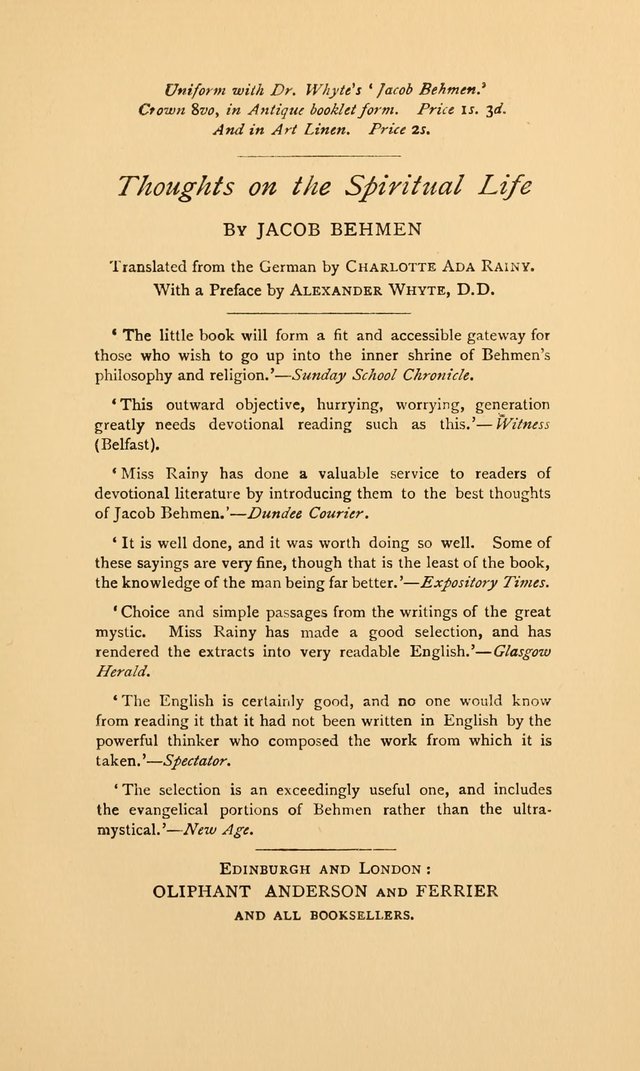 Uniform with Dr. Whyte's ‘Jacob Behmen.’
Crown 8vo, in Antique booklet form. Price 1s. 3d.
And in Art Linen. Price 2s.
Thoughts on the Spiritual Life
BY JACOB BEHMEN
Translated from the German by CHARLOTTE ADA RAINY.
With a Preface by ALEXANDER WHYTE, D.D.
‘The little book will form a fit and accessible gateway for
those who wish to go up into the inner shrine of Behmen's
philosophy and religion.’—Sunday School Chronicle.
‘This outward objective, hurrying, worrying, generation
greatly needs devotional reading such as this.’—Witness
(Belfast).
‘Miss Rainy has done a valuable service to readers of
devotional literature by introducing them to the best thoughts
of Jacob Behmen.’—Dundee Courier.
‘It is well done, and it was worth doing so well. Some of
these sayings are very fine, though that is the least of the book,
the knowledge of the man being far better.’—Expository Times.
‘Choice and simple passages from the writings of the great
mystic. Miss Rainy has made a good selection, and has
rendered the extracts into very readable English.’—Glasgow
Herald.
‘The English is certainly good, and no one would know
from reading it that it had not been written in English by the
powerful thinker who composed the work from which it is
taken.’—Spectator.
‘The selection is an exceedingly useful one, and includes
the evangelical portions of Behmen rather than the ultra-
mystical.’—New Age.
EDINBURGH AND LONDON:
OLIPHANT ANDERSON AND FERRIER
AND ALL BOOKSELLERS.